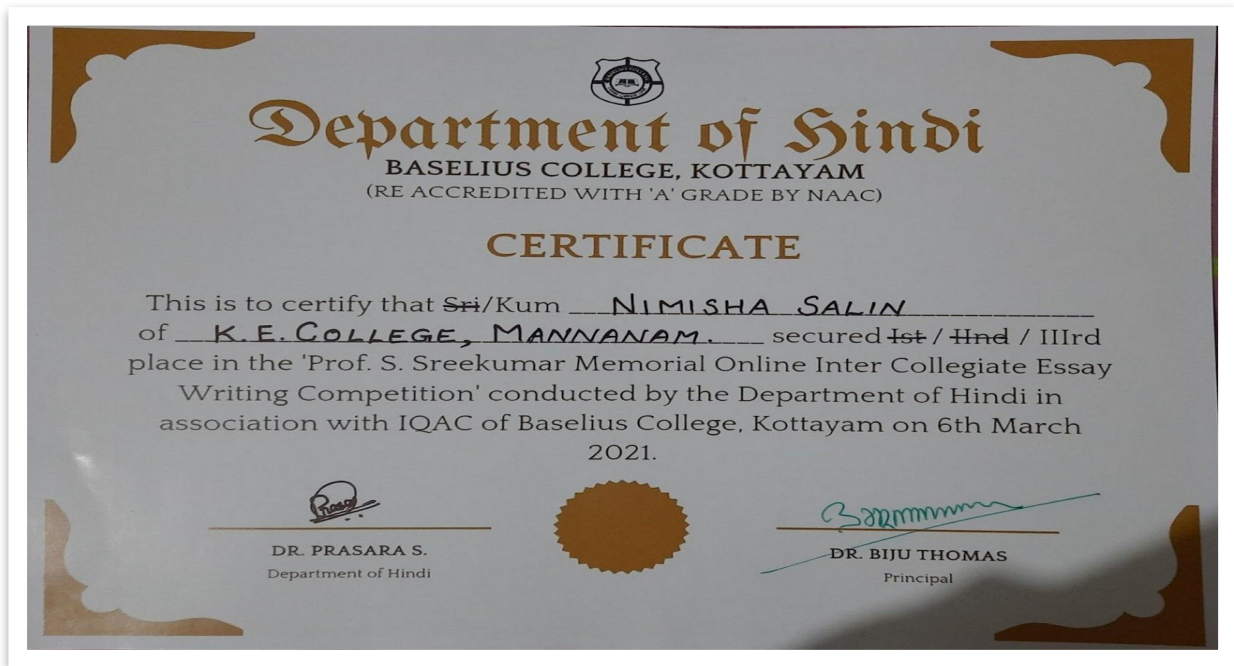 Department of Hindi
BASELIUS COLLEGE, KOTTAYAM
(RE ACCREDITED WITH 'A' GRADE BY NAAC)
CERTIFICATE
This is to certify that Sri/Kum NIMISHA SALIN
of K.E. COLLEGE, MANNANAM. secured Ist / IInd / IIIrd
place in the 'Prof. S. Sreekumar Memorial Online Inter Collegiate Essay
Writing Competition' conducted by the Department of Hindi in
association with IQAC of Baselius College, Kottayam on 6th March
2021.
DR. PRASARA S.
Department of Hindi
DR. BIJU THOMAS
Principal